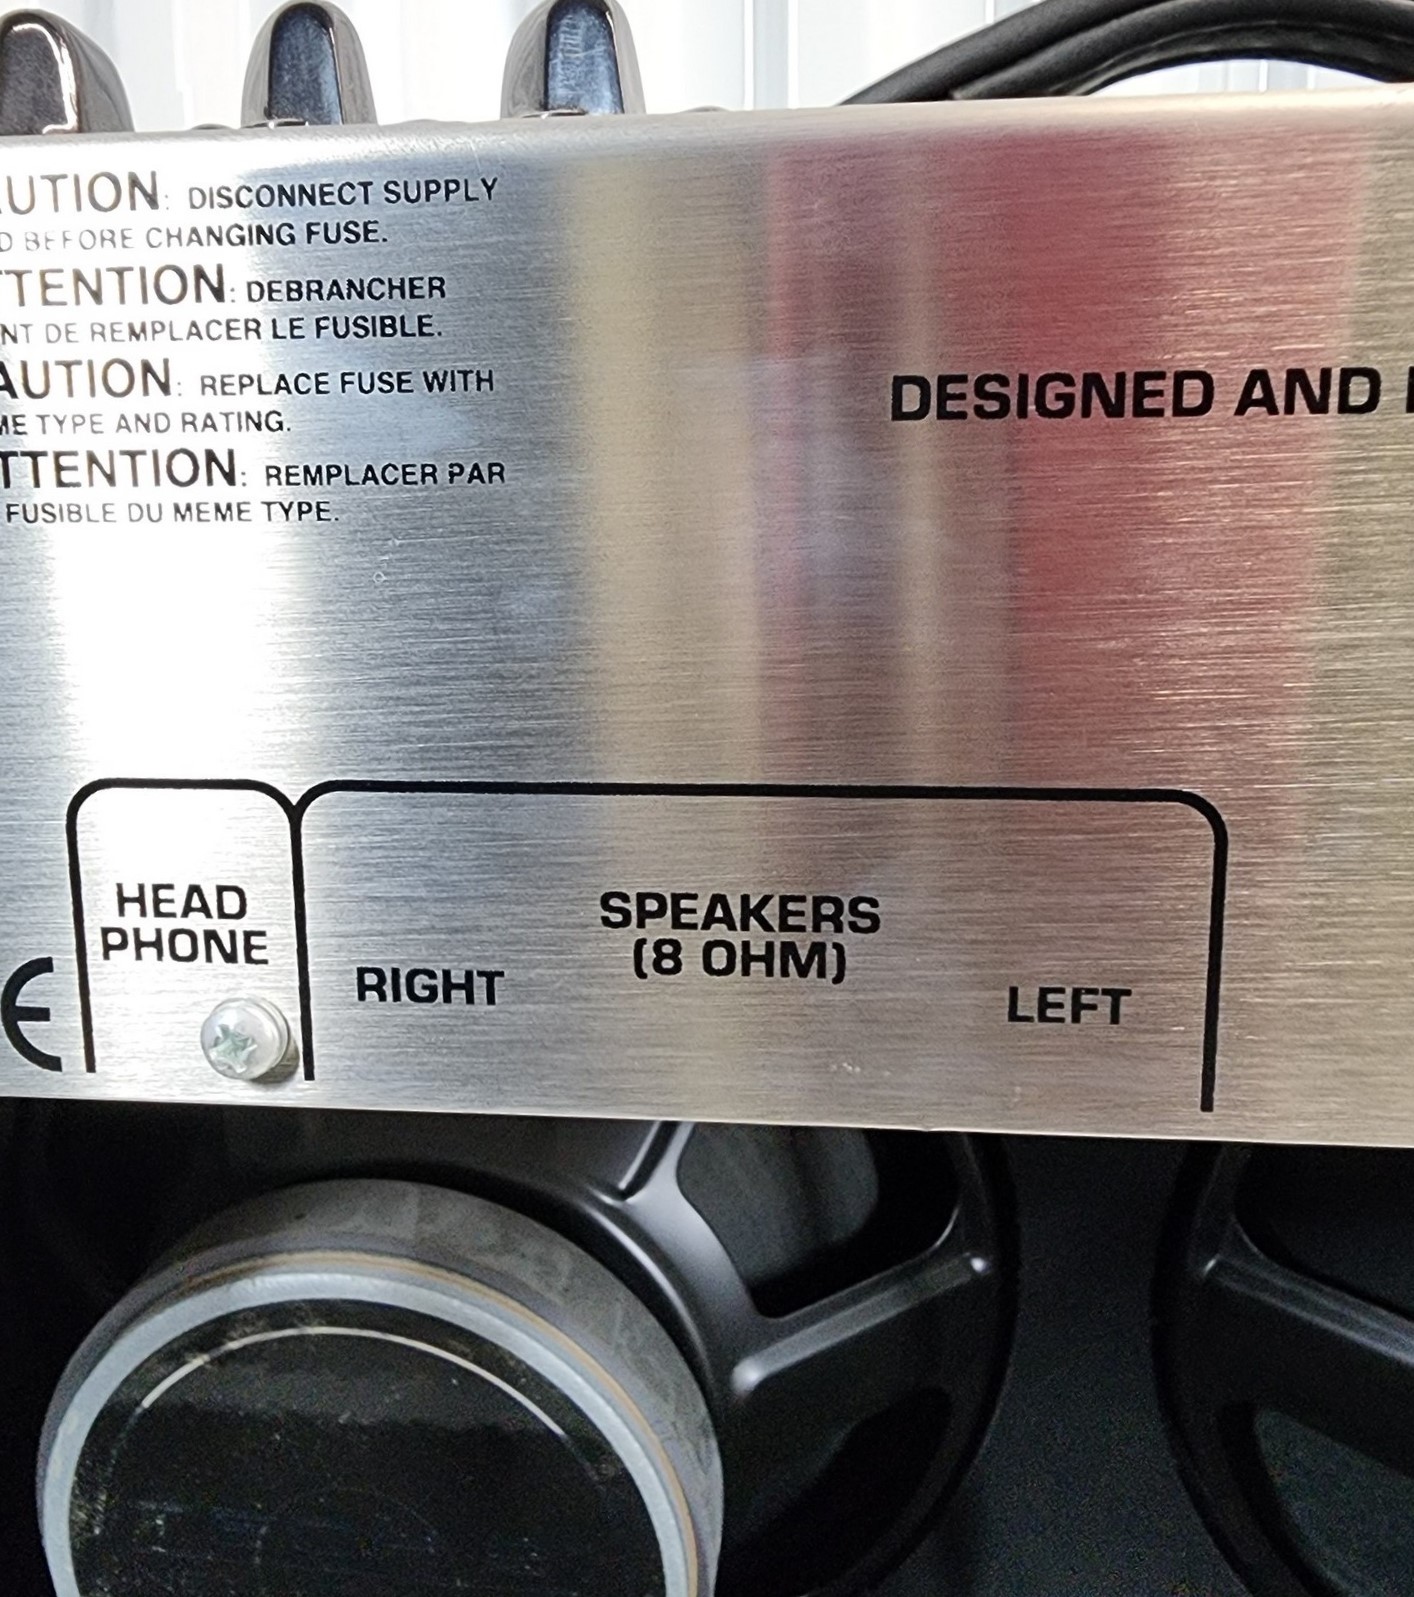 UTION: DISCONNECT SUPPLY
D BEFORE CHANGING FUSE.
TTENTION: DEBRANCHER
NT DE REMPLACER LE FUSIBLE.
AUTION: REPLACE FUSE WITH
ME TYPE AND RATING.
TTENTION: REMPLACER PAR
FUSIBLE DU MEME TYPE.
DESIGNED AND
HEAD
PHONE
SPEAKERS
(8 OHM)
RIGHT
LEFT
CE